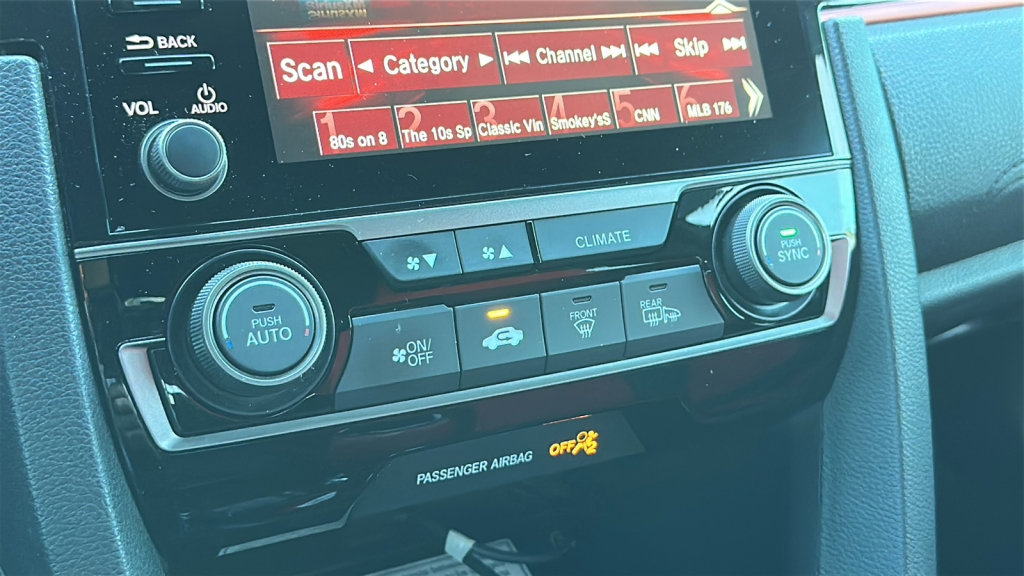 SiriusXM
BACK
VOL
AUDIO
Scan Category Channel Skip
1 80s on 8
2 The 10s Sp
3 Classic Vin
4 Smokey'sS
5 CNN
6 MLB 176
CLIMATE
PUSH
SYNC
PUSH
AUTO
ON/
OFF
FRONT
REAR
PASSENGER AIRBAG OFF